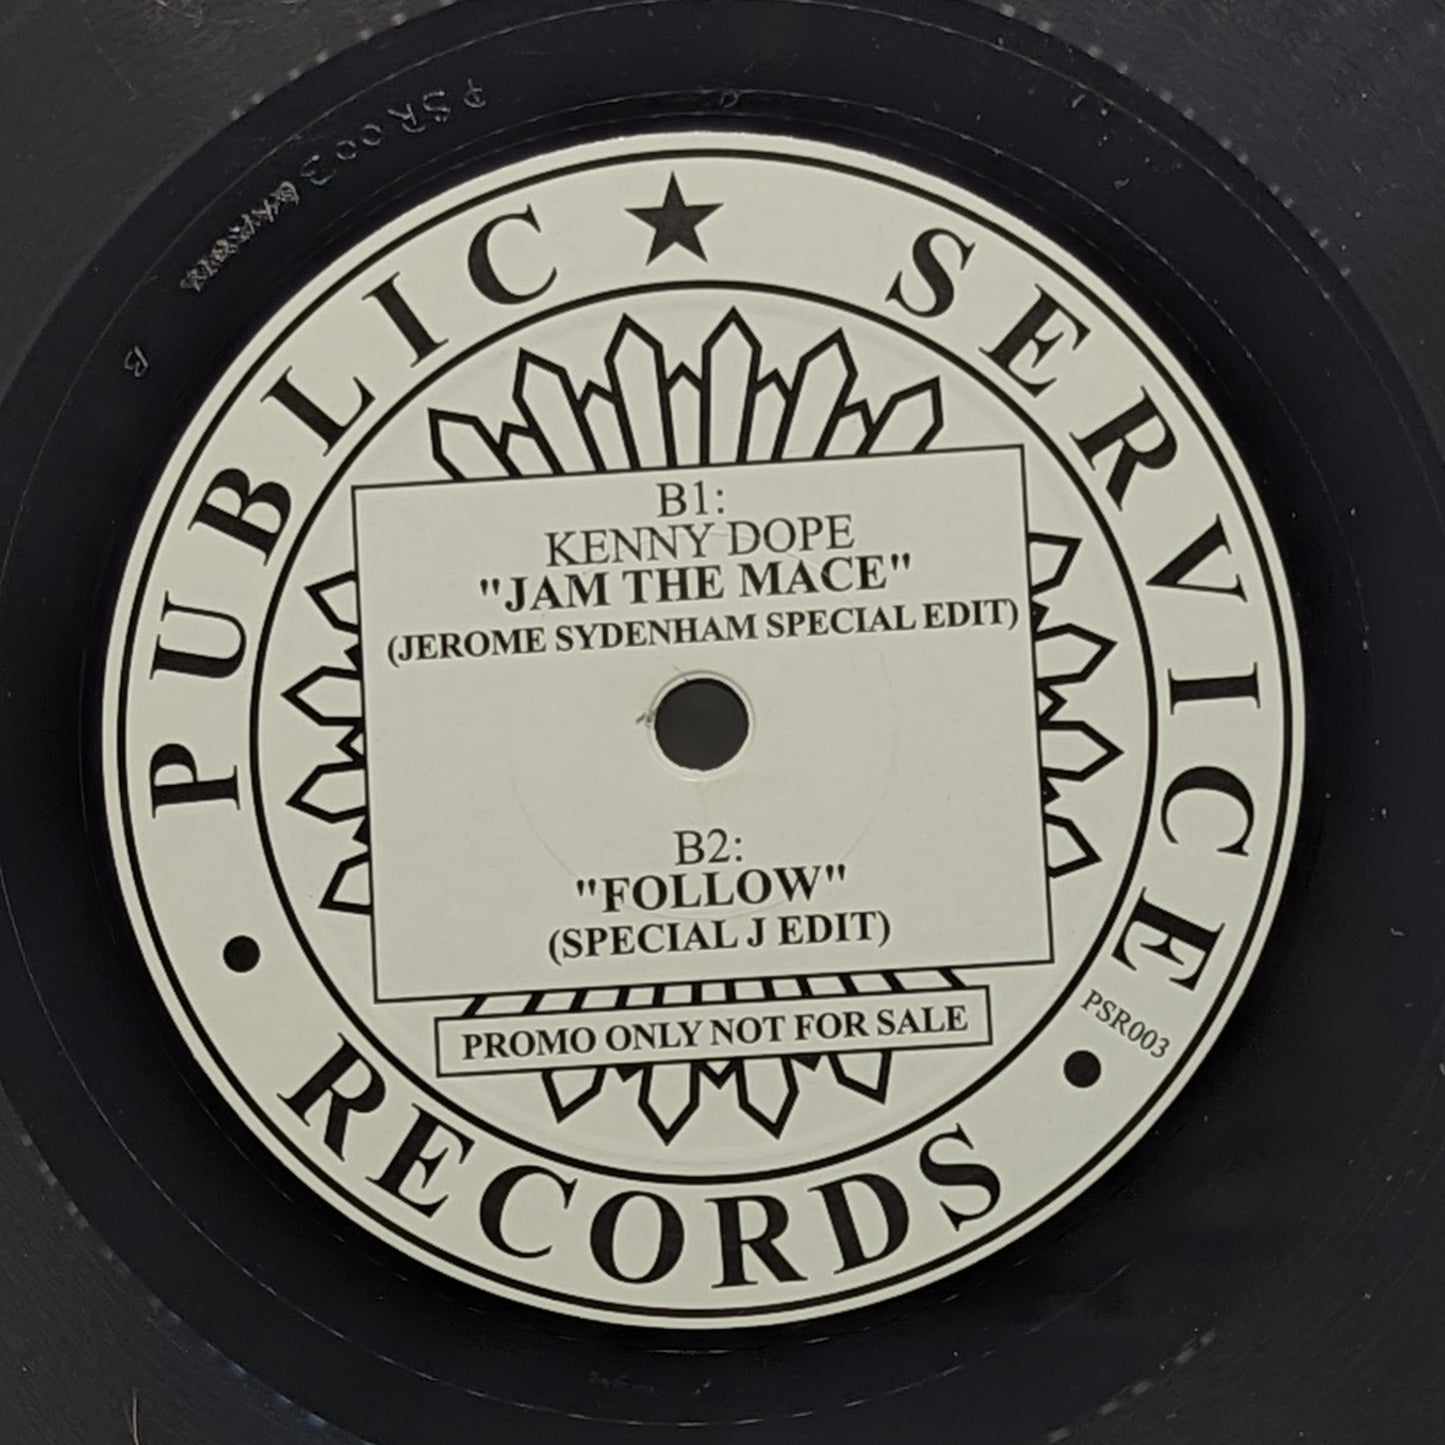 PUBLIC ★ SERVICE
B1:
KENNY DOPE
"JAM THE MACE"
(JEROME SYDENHAM SPECIAL EDIT)
B2:
"FOLLOW"
(SPECIAL J EDIT)
PROMO ONLY NOT FOR SALE
PSR003
• RECORDS •
PSR003
B